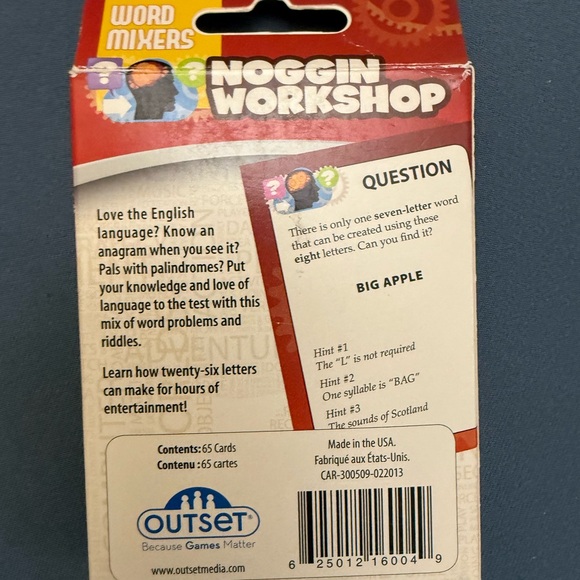 WORD
MIXERS
NOGGIN
WORKSHOP
Love the English
language? Know an
anagram when you see it?
Pals with palindromes? Put
your knowledge and love of
language to the test with this
mix of word problems and
riddles.
Learn how twenty-six letters
can make for hours of
entertainment!
QUESTION
There is only one seven-letter word
that can be created using these
eight letters. Can you find it?
BIG APPLE
Hint #1
The “L” is not required
Hint #2
One syllable is “BAG”
Hint #3
The sounds of Scotland
Contents: 65 Cards
Contenu : 65 cartes
OUTSET®
Because Games Matter
www.outsetmedia.com
Made in the USA.
Fabriqué aux États-Unis.
CAR-300509-022013
6 25012 16004 9